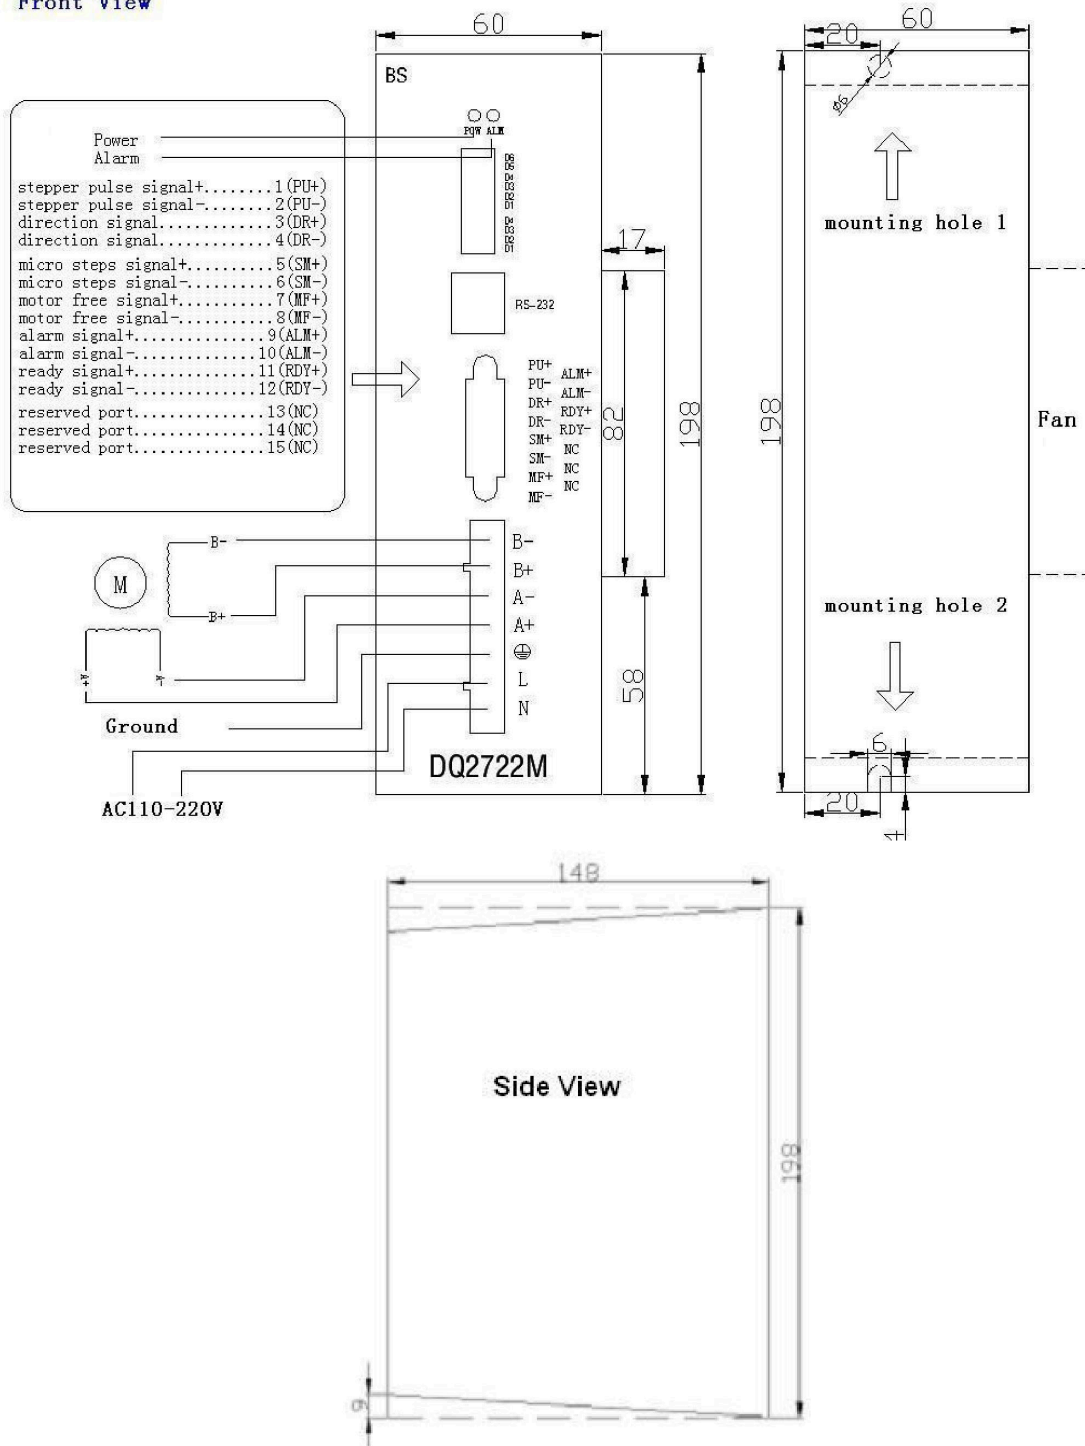 Front View
60
BS
POW ALM
Power
Alarm
stepper pulse signal+........1(PU+)
stepper pulse signal-........2(PU-)
direction signal.............3(DR+)
direction signal.............4(DR-)
micro steps signal+..........5(SM+)
micro steps signal-..........6(SM-)
motor free signal+...........7(MF+)
motor free signal-...........8(MF-)
alarm signal+...............9(ALM+)
alarm signal-..............10(ALM-)
ready signal+..............11(RDY+)
ready signal-..............12(RDY-)
reserved port...............13(NC)
reserved port...............14(NC)
reserved port...............15(NC)
D6
D5
D4
D3
D2
D1
D4
D3
D2
D1
RS-232
PU+
PU-
DR+
DR-
SM+
SM-
MF+
MF-
ALM+
ALM-
RDY+
RDY-
NC
NC
NC
17
82
198
58
B-
B+
A-
A+
L
N
M
B-
B+
A+
A-
Ground
AC110-220V
DQ2722M
60
20
Ø6
mounting hole 1
198
Fan
mounting hole 2
6
20
4
148
Side View
198
9